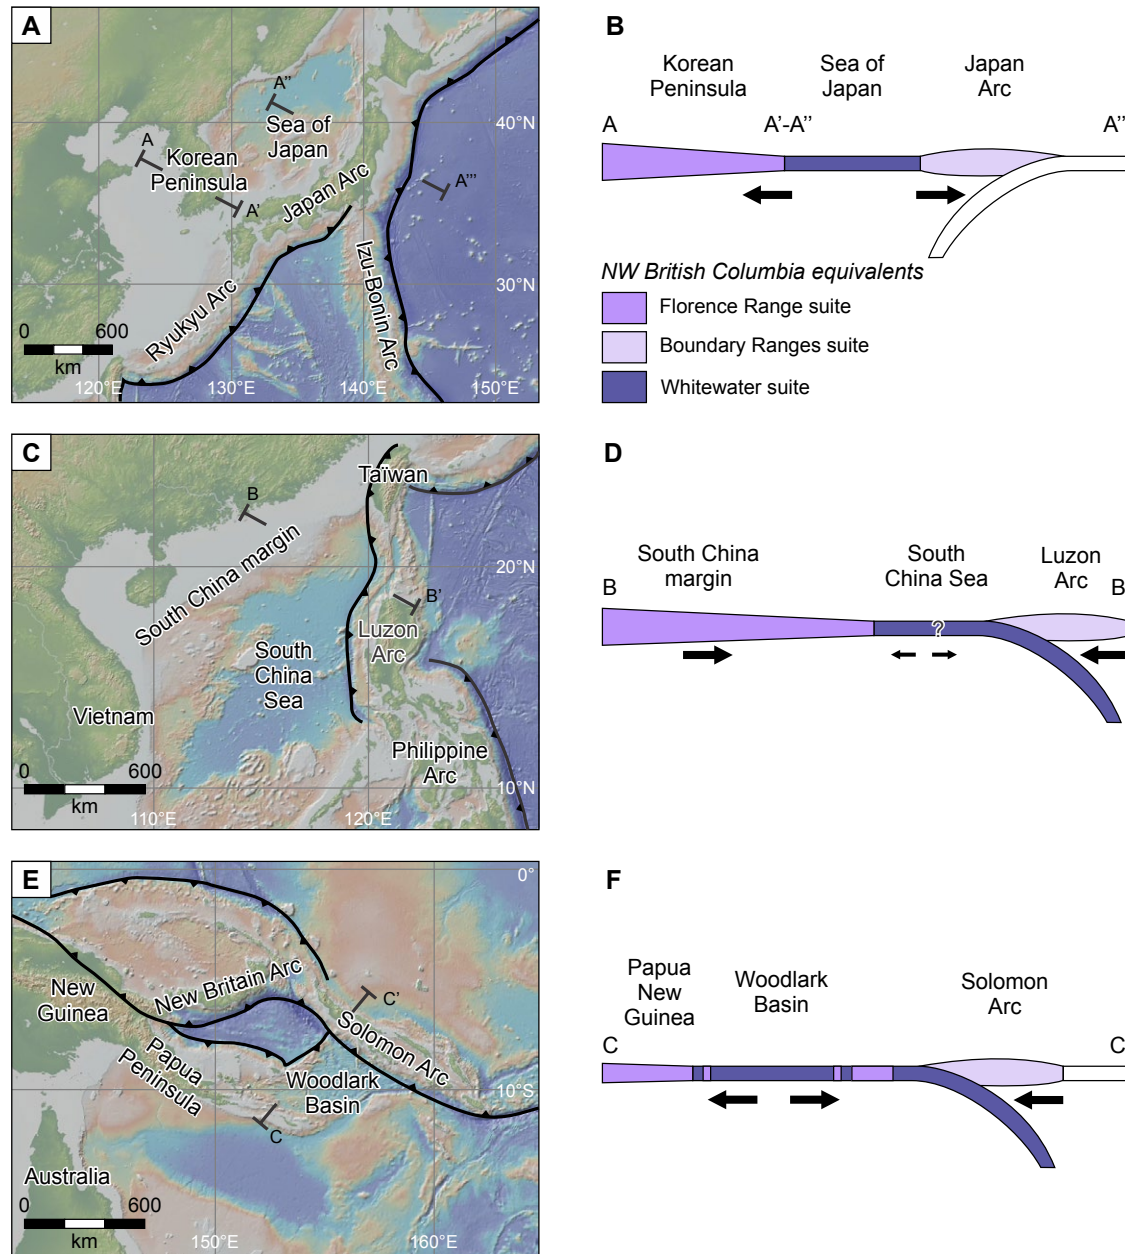 A
A''
A
Sea of
Japan
40°N
Korean
Peninsula
A'
Japan Arc
A'''
Izu-Bonin Arc
30°N
Ryukyu Arc
0
600
km
120°E
130°E
140°E
150°E
B
Korean
Peninsula
Sea of
Japan
Japan
Arc
A
A'-A''
A''
NW British Columbia equivalents
Florence Range suite
Boundary Ranges suite
Whitewater suite
C
Taïwan
B
South China margin
20°N
B'
Luzon
Arc
South
China
Sea
Vietnam
Philippine
Arc
0
600
km
10°N
110°E
120°E
D
South China
margin
South
China Sea
Luzon
Arc
B
B'
?
E
0°
New
Guinea
New Britain Arc
C'
Solomon Arc
Papua
Peninsula
Woodlark
Basin
10°S
C
Australia
0
600
km
150°E
160°E
F
Papua
New
Guinea
Woodlark
Basin
Solomon
Arc
C
C